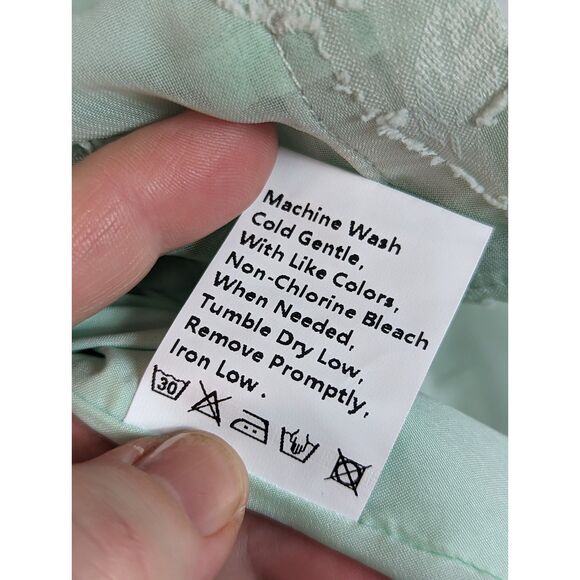 Machine Wash
Cold Gentle,
With Like Colors,
Non-Chlorine Bleach
When Needed,
Tumble Dry Low,
Remove Promptly,
Iron Low .
30